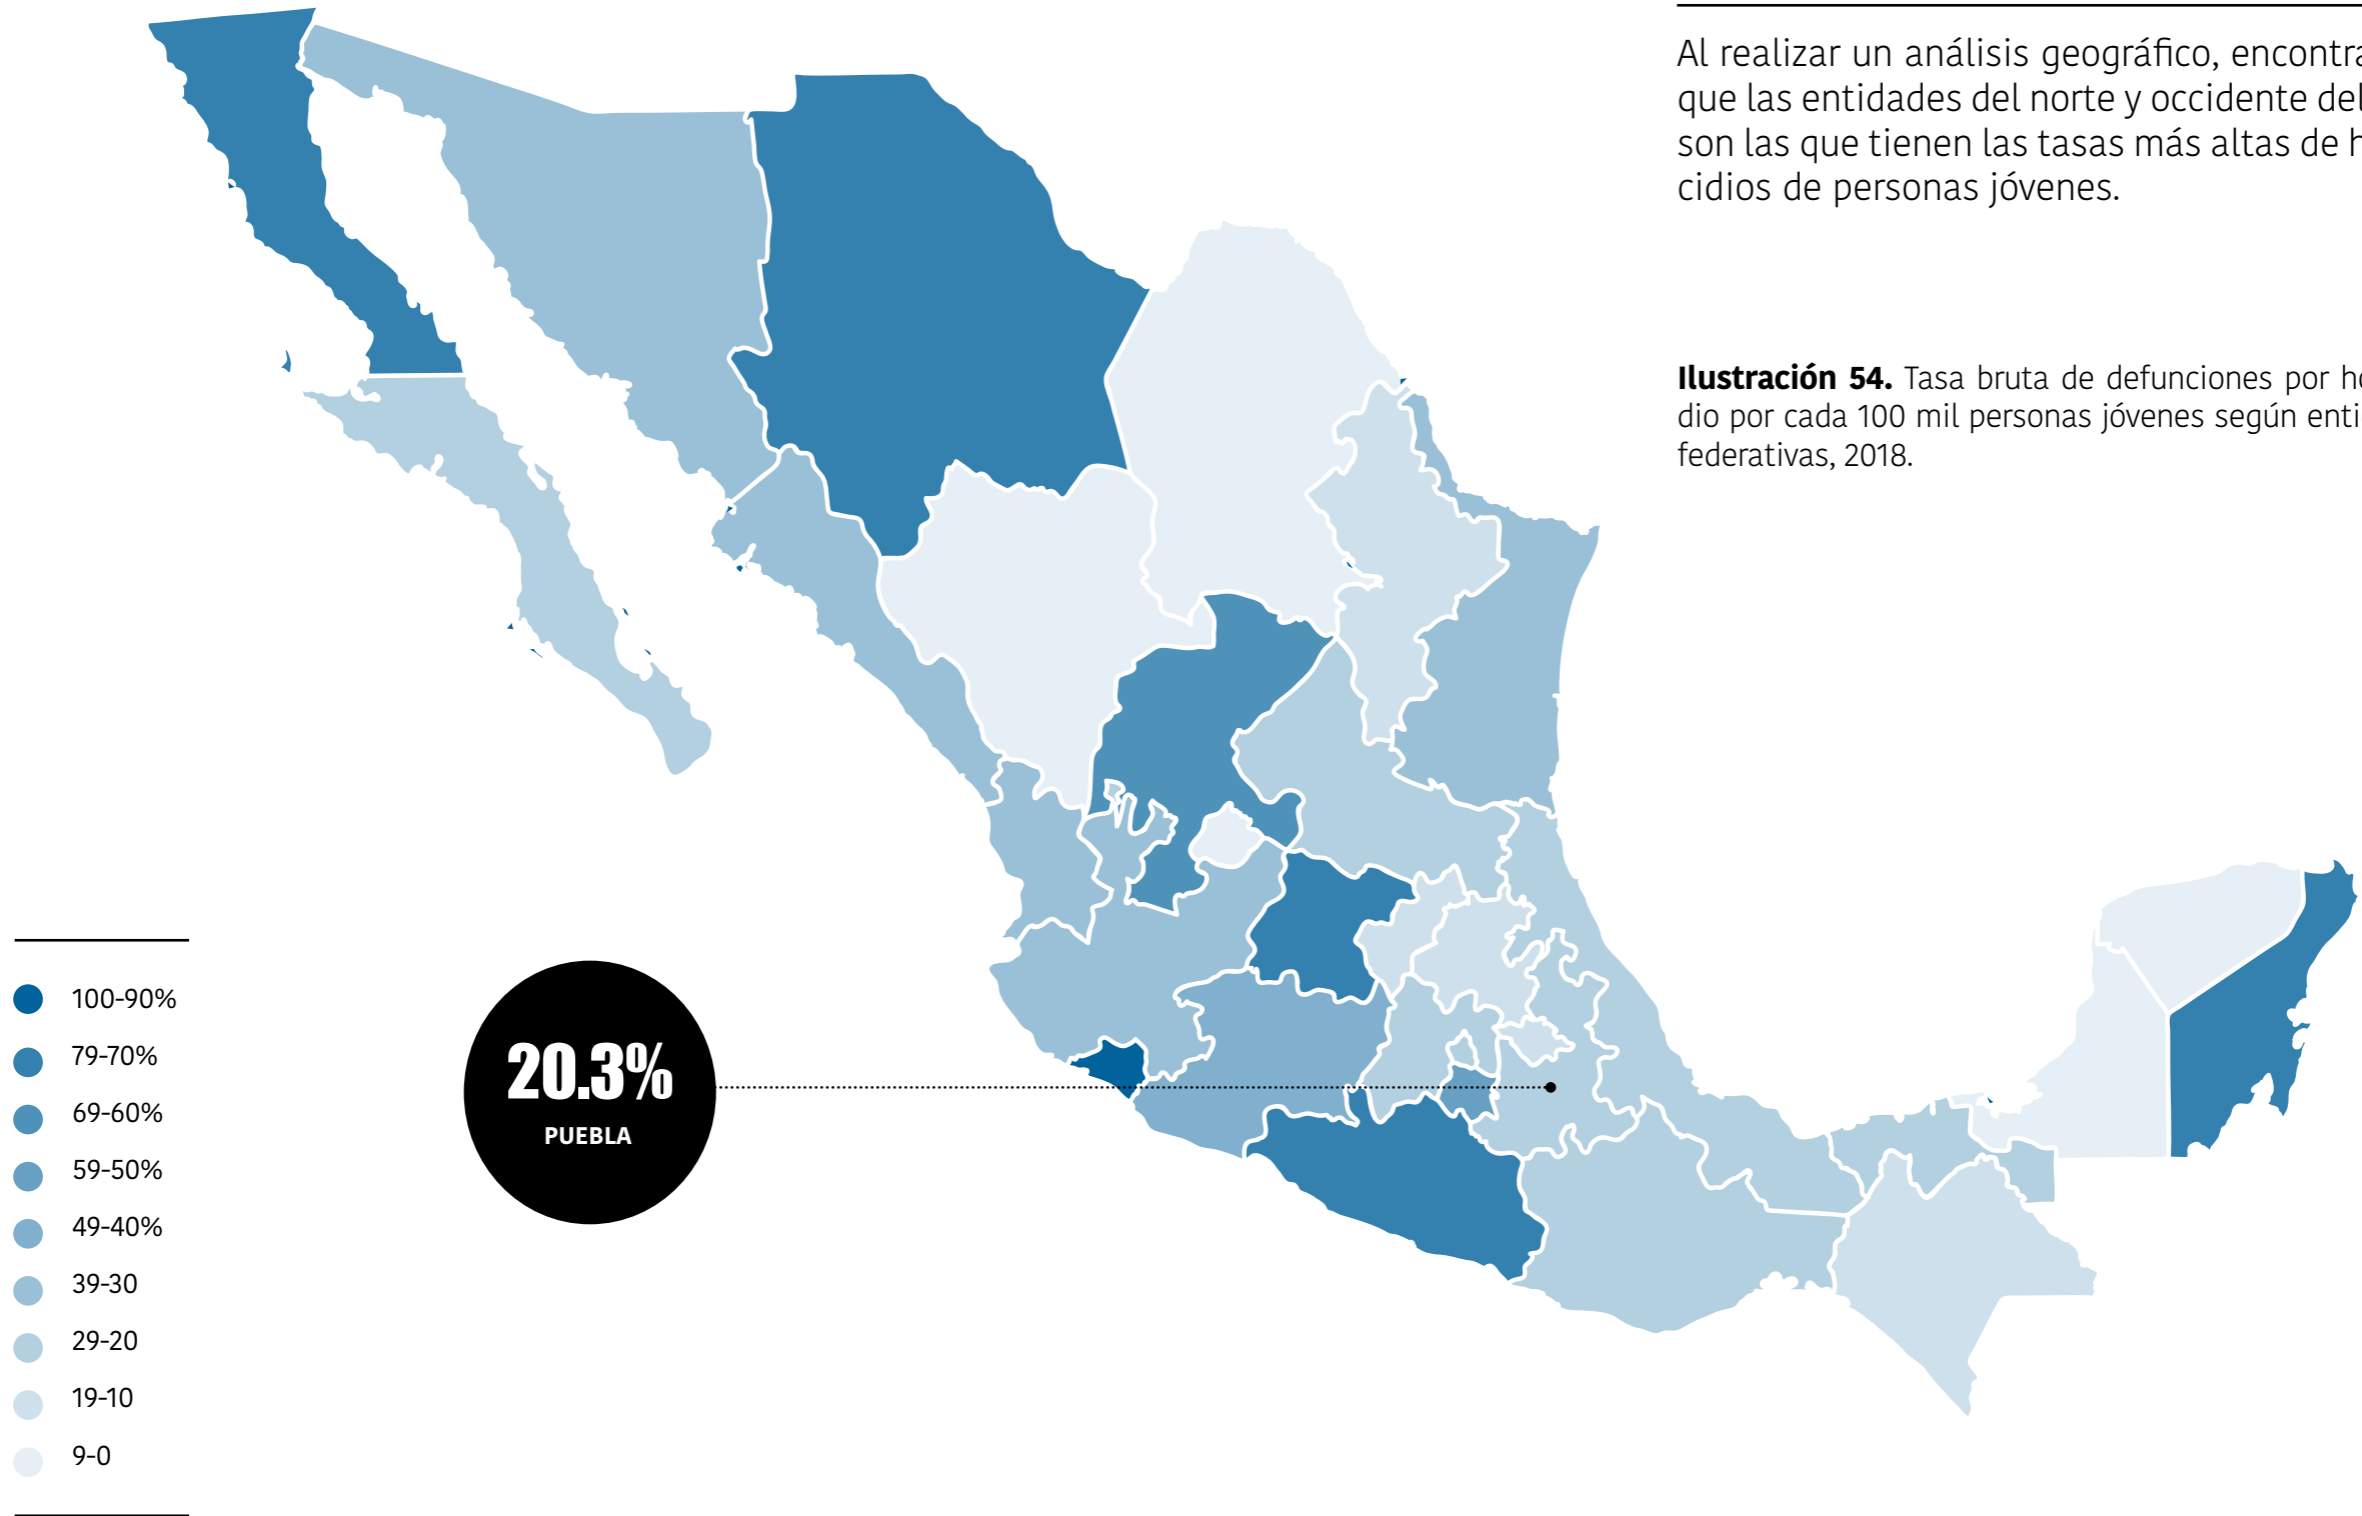 Al realizar un análisis geográfico, encontra
que las entidades del norte y occidente del
son las que tienen las tasas más altas de h
cidios de personas jóvenes.
Ilustración 54. Tasa bruta de defunciones por ho
dio por cada 100 mil personas jóvenes según enti
federativas, 2018.
100-90%
79-70%
69-60%
59-50%
49-40%
39-30
29-20
19-10
9-0
20.3%
PUEBLA